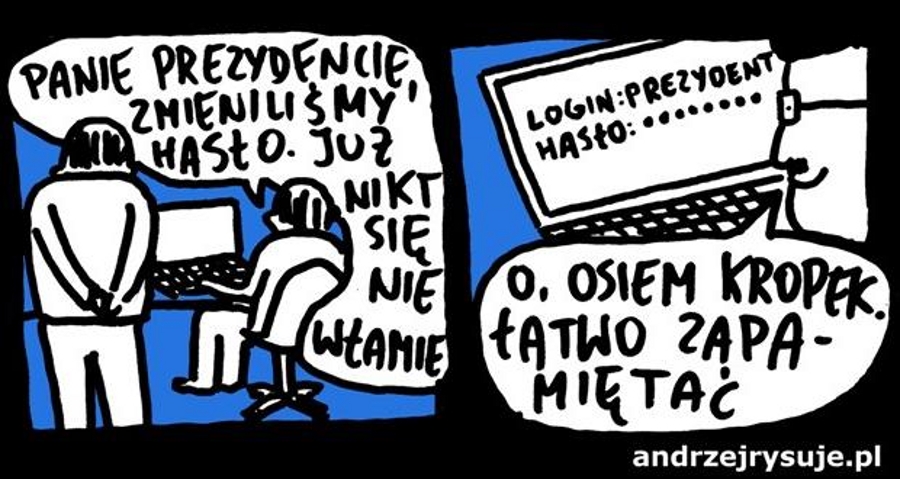 PANIE PREZYDENCIE,
ZMIENILIŚMY
HASŁO. JUŻ
NIKT
SIĘ
NIE
WŁAMIE
LOGIN: PREZYDENT
HASŁO: ••••••••
O. OSIEM KROPEK.
ŁATWO ZAPA-
MIĘTAĆ
andrzejrysuje.pl